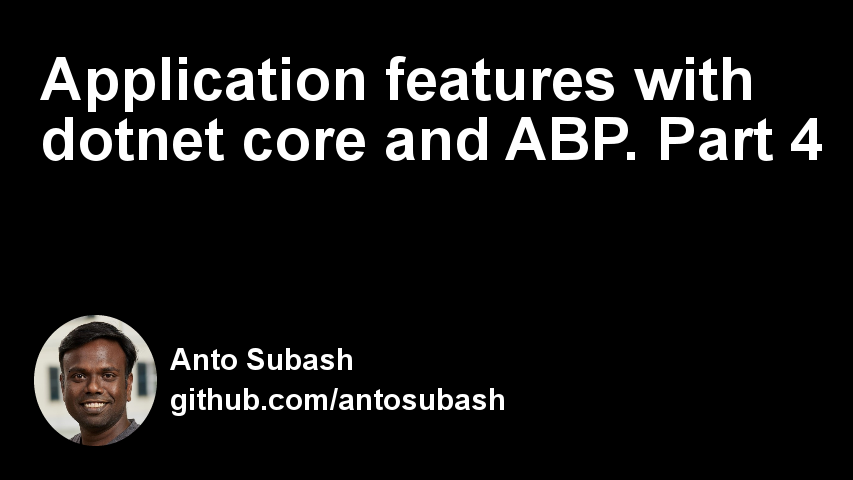 Application features with
dotnet core and ABP. Part 4
Anto Subash
github.com/antosubash